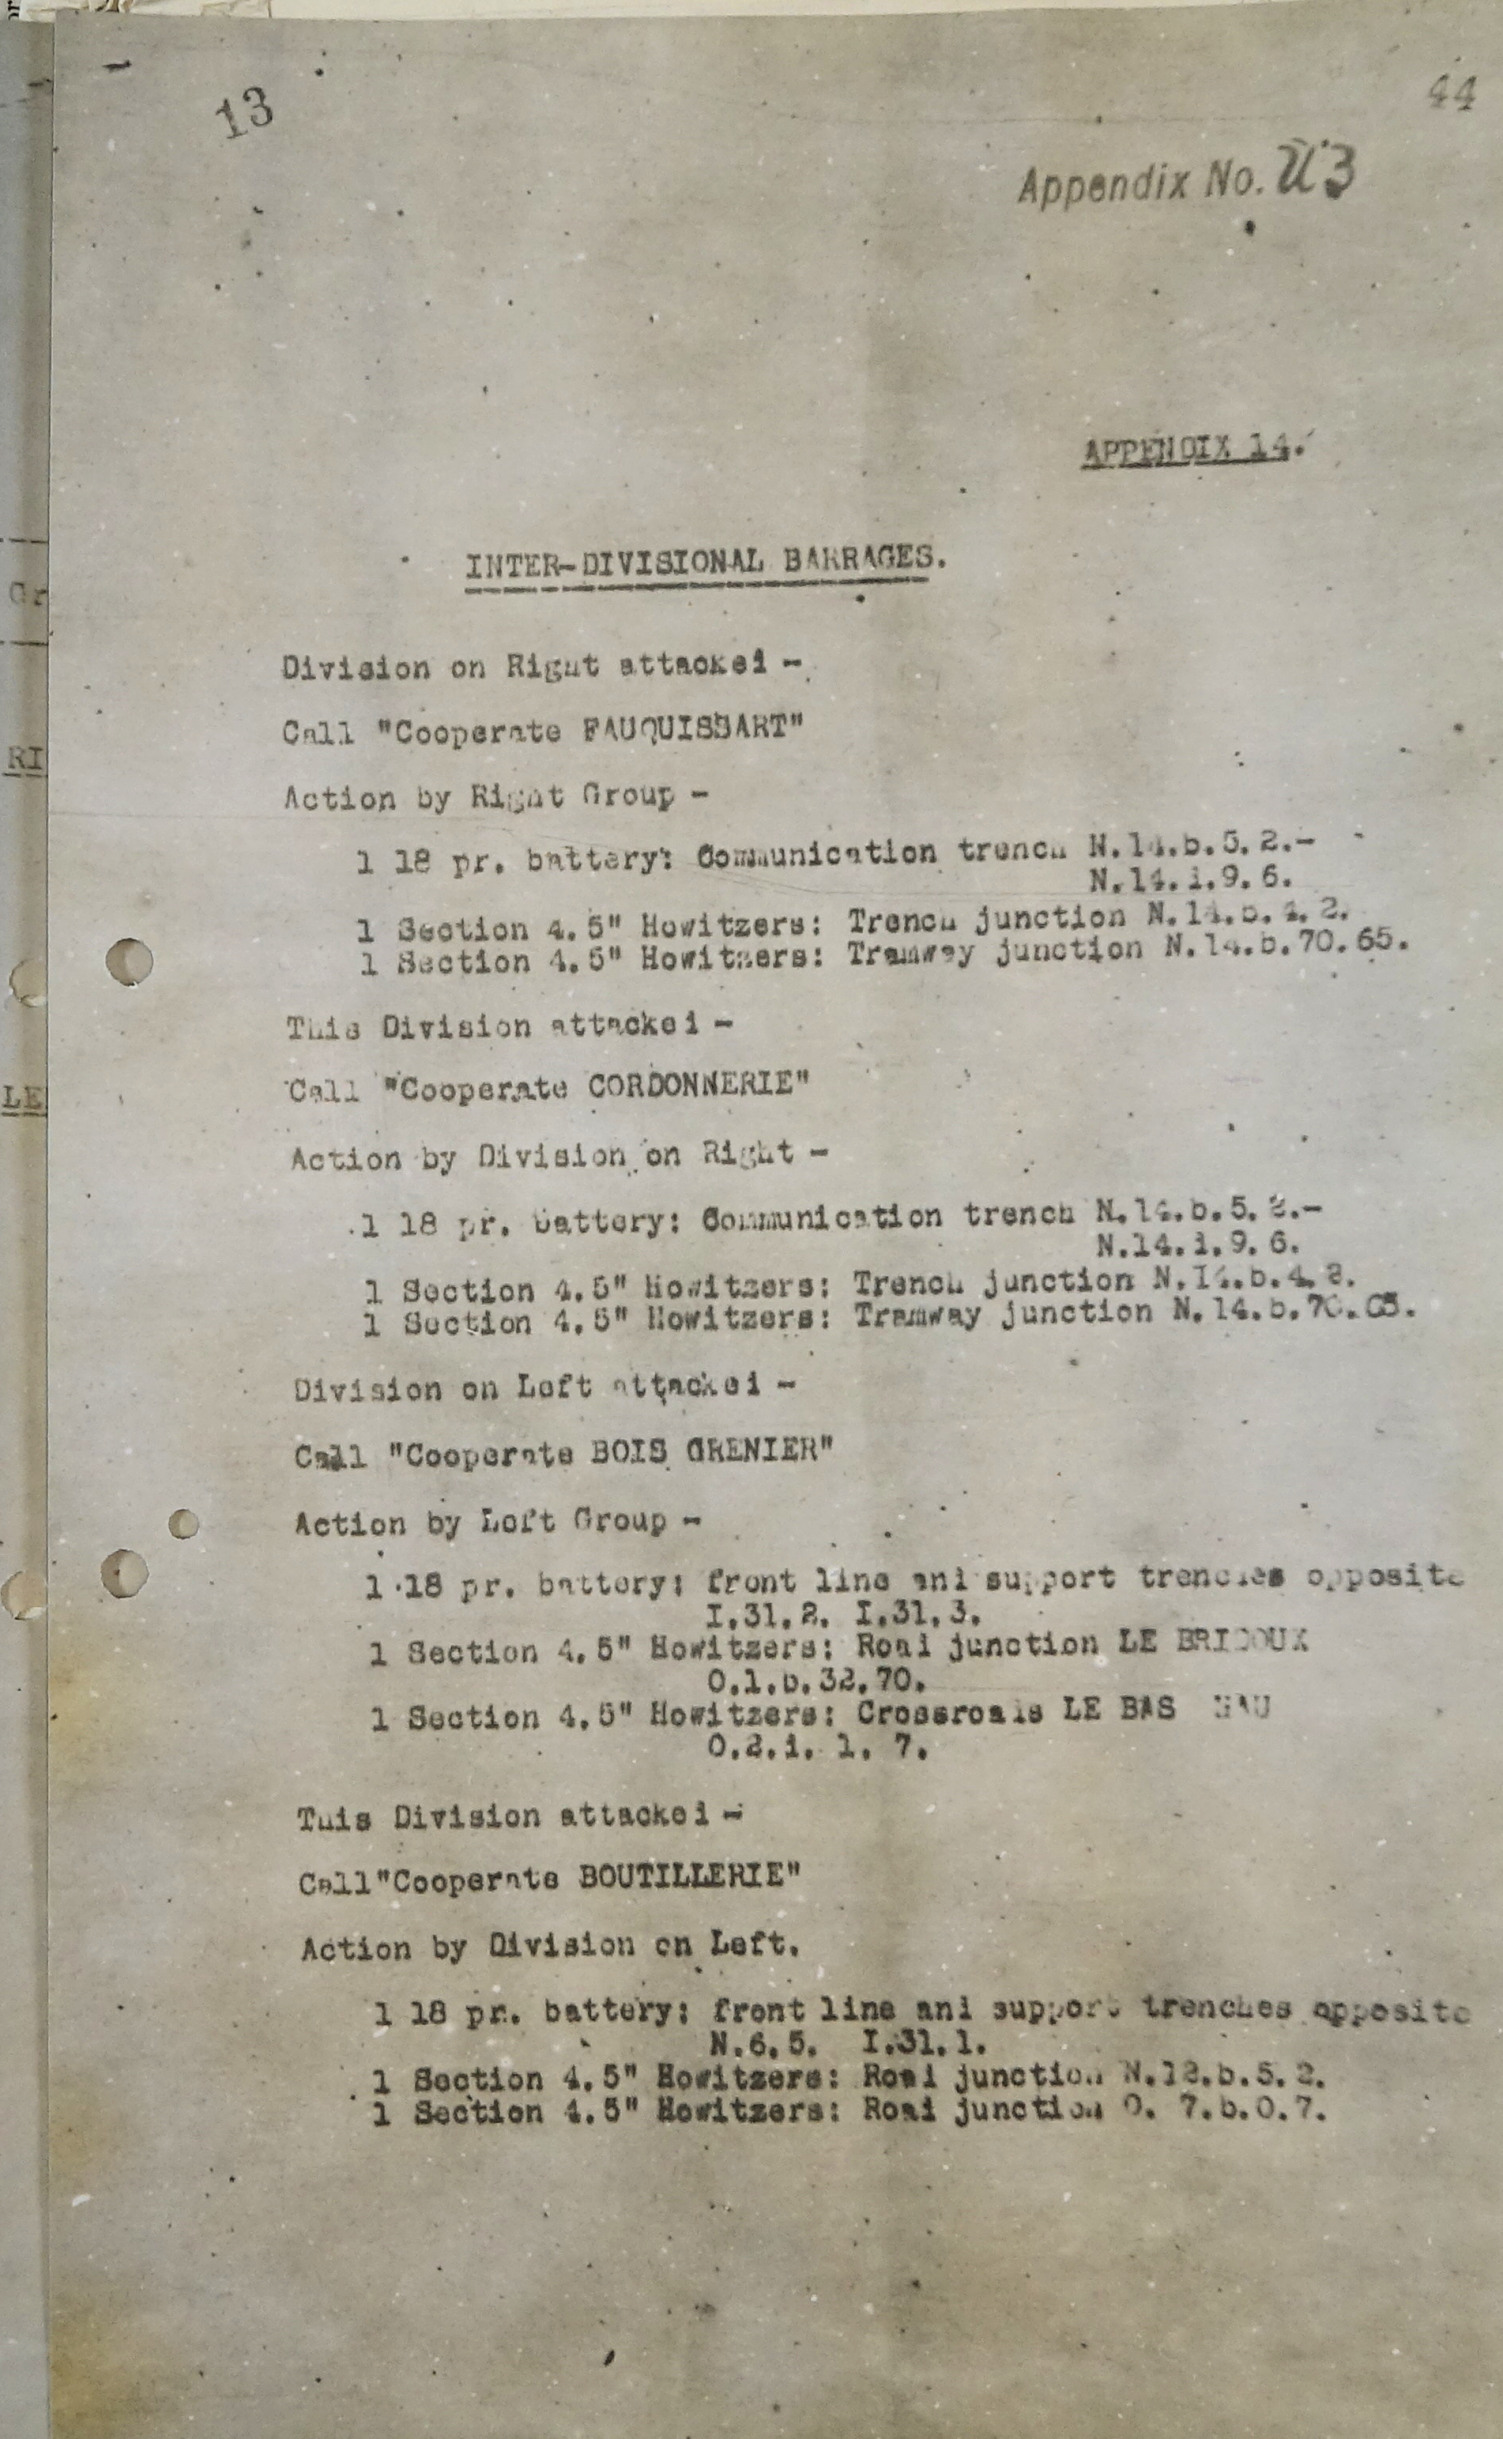 13
44
Appendix No. U3
APPENDIX 14.
INTER-DIVISIONAL BARRAGES.
Division on Right attacked -
Call "Cooperate FAUQUISSART"
Action by Right Group -
1 18 pr. battery: Communication trench N.14.b.5.2.-
N.14.d.9.6.
1 Section 4.5" Howitzers: Trench junction N.14.b.4.2.
1 Section 4.5" Howitzers: Tramway junction N.14.b.70.65.
This Division attacked -
Call "Cooperate CORDONNERIE"
Action by Division on Right -
1 18 pr. battery: Communication trench N.14.b.5.2.-
N.14.d.9.6.
1 Section 4.5" Howitzers: Trench junction N.14.b.4.2.
1 Section 4.5" Howitzers: Tramway junction N.14.b.70.65.
Division on Left attacked -
Call "Cooperate BOIS GRENIER"
Action by Left Group -
1 18 pr. battery: front line and support trenches opposite
I.31.2. I.31.3.
1 Section 4.5" Howitzers: Road junction LE BRIDOUX
O.1.b.32.70.
1 Section 4.5" Howitzers: Crossroads LE BAS
O.2.d. 1. 7.
This Division attacked -
Call "Cooperate BOUTILLERIE"
Action by Division on Left.
1 18 pr. battery: front line and support trenches opposite
N.6.5. I.31.1.
1 Section 4.5" Howitzers: Road junction N.12.b.5.2.
1 Section 4.5" Howitzers: Road junction O. 7.b.0.7.
Gr
RI
LE